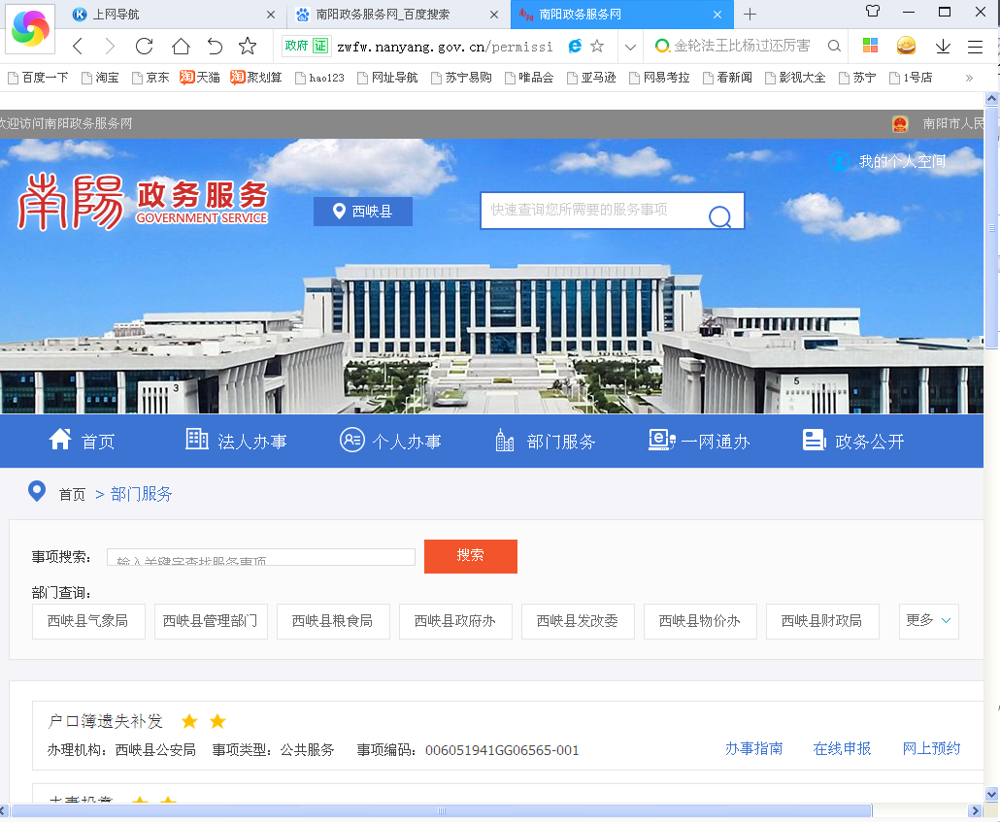 上网导航
南阳政务服务网_百度搜索
南阳政务服务网
政府 证 zwfw.nanyang.gov.cn/permissi
金轮法王比杨过还厉害
百度一下 淘宝 京东 淘 天猫 淘 聚划算 hao123 网址导航 苏宁易购 唯品会 亚马逊 网易考拉 看新闻 影视大全 苏宁 1号店 »
欢迎访问南阳政务服务网
南阳市人民
我的个人空间
南陽 政务服务
GOVERNMENT SERVICE
西峡县
快速查询您所需要的服务事项
3
5
首页 法人办事 个人办事 部门服务 一网通办 政务公开
首页 > 部门服务
事项搜索: 输入关键字查找服务事项 搜索
部门查询:
西峡县气象局 西峡县管理部门 西峡县粮食局 西峡县政府办 西峡县发改委 西峡县物价办 西峡县财政局 更多
户口簿遗失补发
办理机构: 西峡县公安局 事项类型: 公共服务 事项编码: 006051941GG06565-001
办事指南 在线申报 网上预约
夫妻投靠